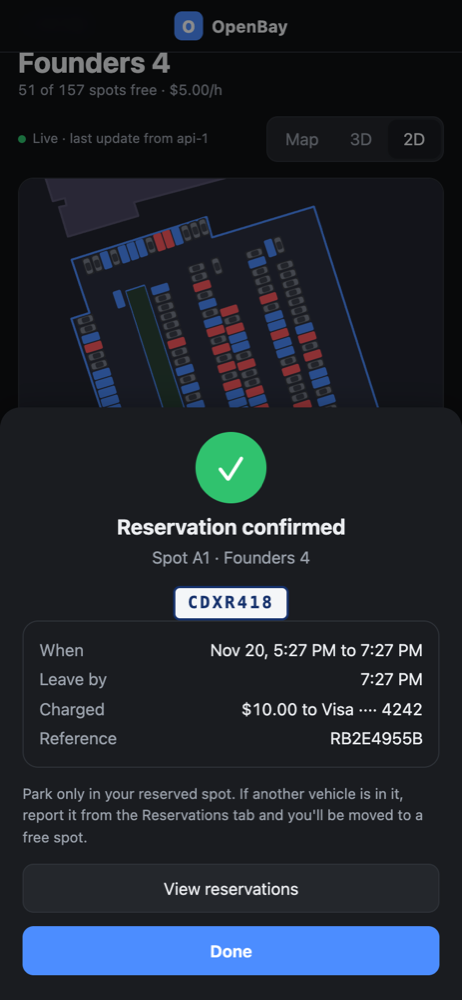 O OpenBay
Founders 4
51 of 157 spots free · $5.00/h
Live · last update from api-1
Map 3D 2D
Reservation confirmed
Spot A1 · Founders 4
CDXR418
When Nov 20, 5:27 PM to 7:27 PM
Leave by 7:27 PM
Charged $10.00 to Visa ···· 4242
Reference RB2E4955B
Park only in your reserved spot. If another vehicle is in it,
report it from the Reservations tab and you'll be moved to a
free spot.
View reservations
Done